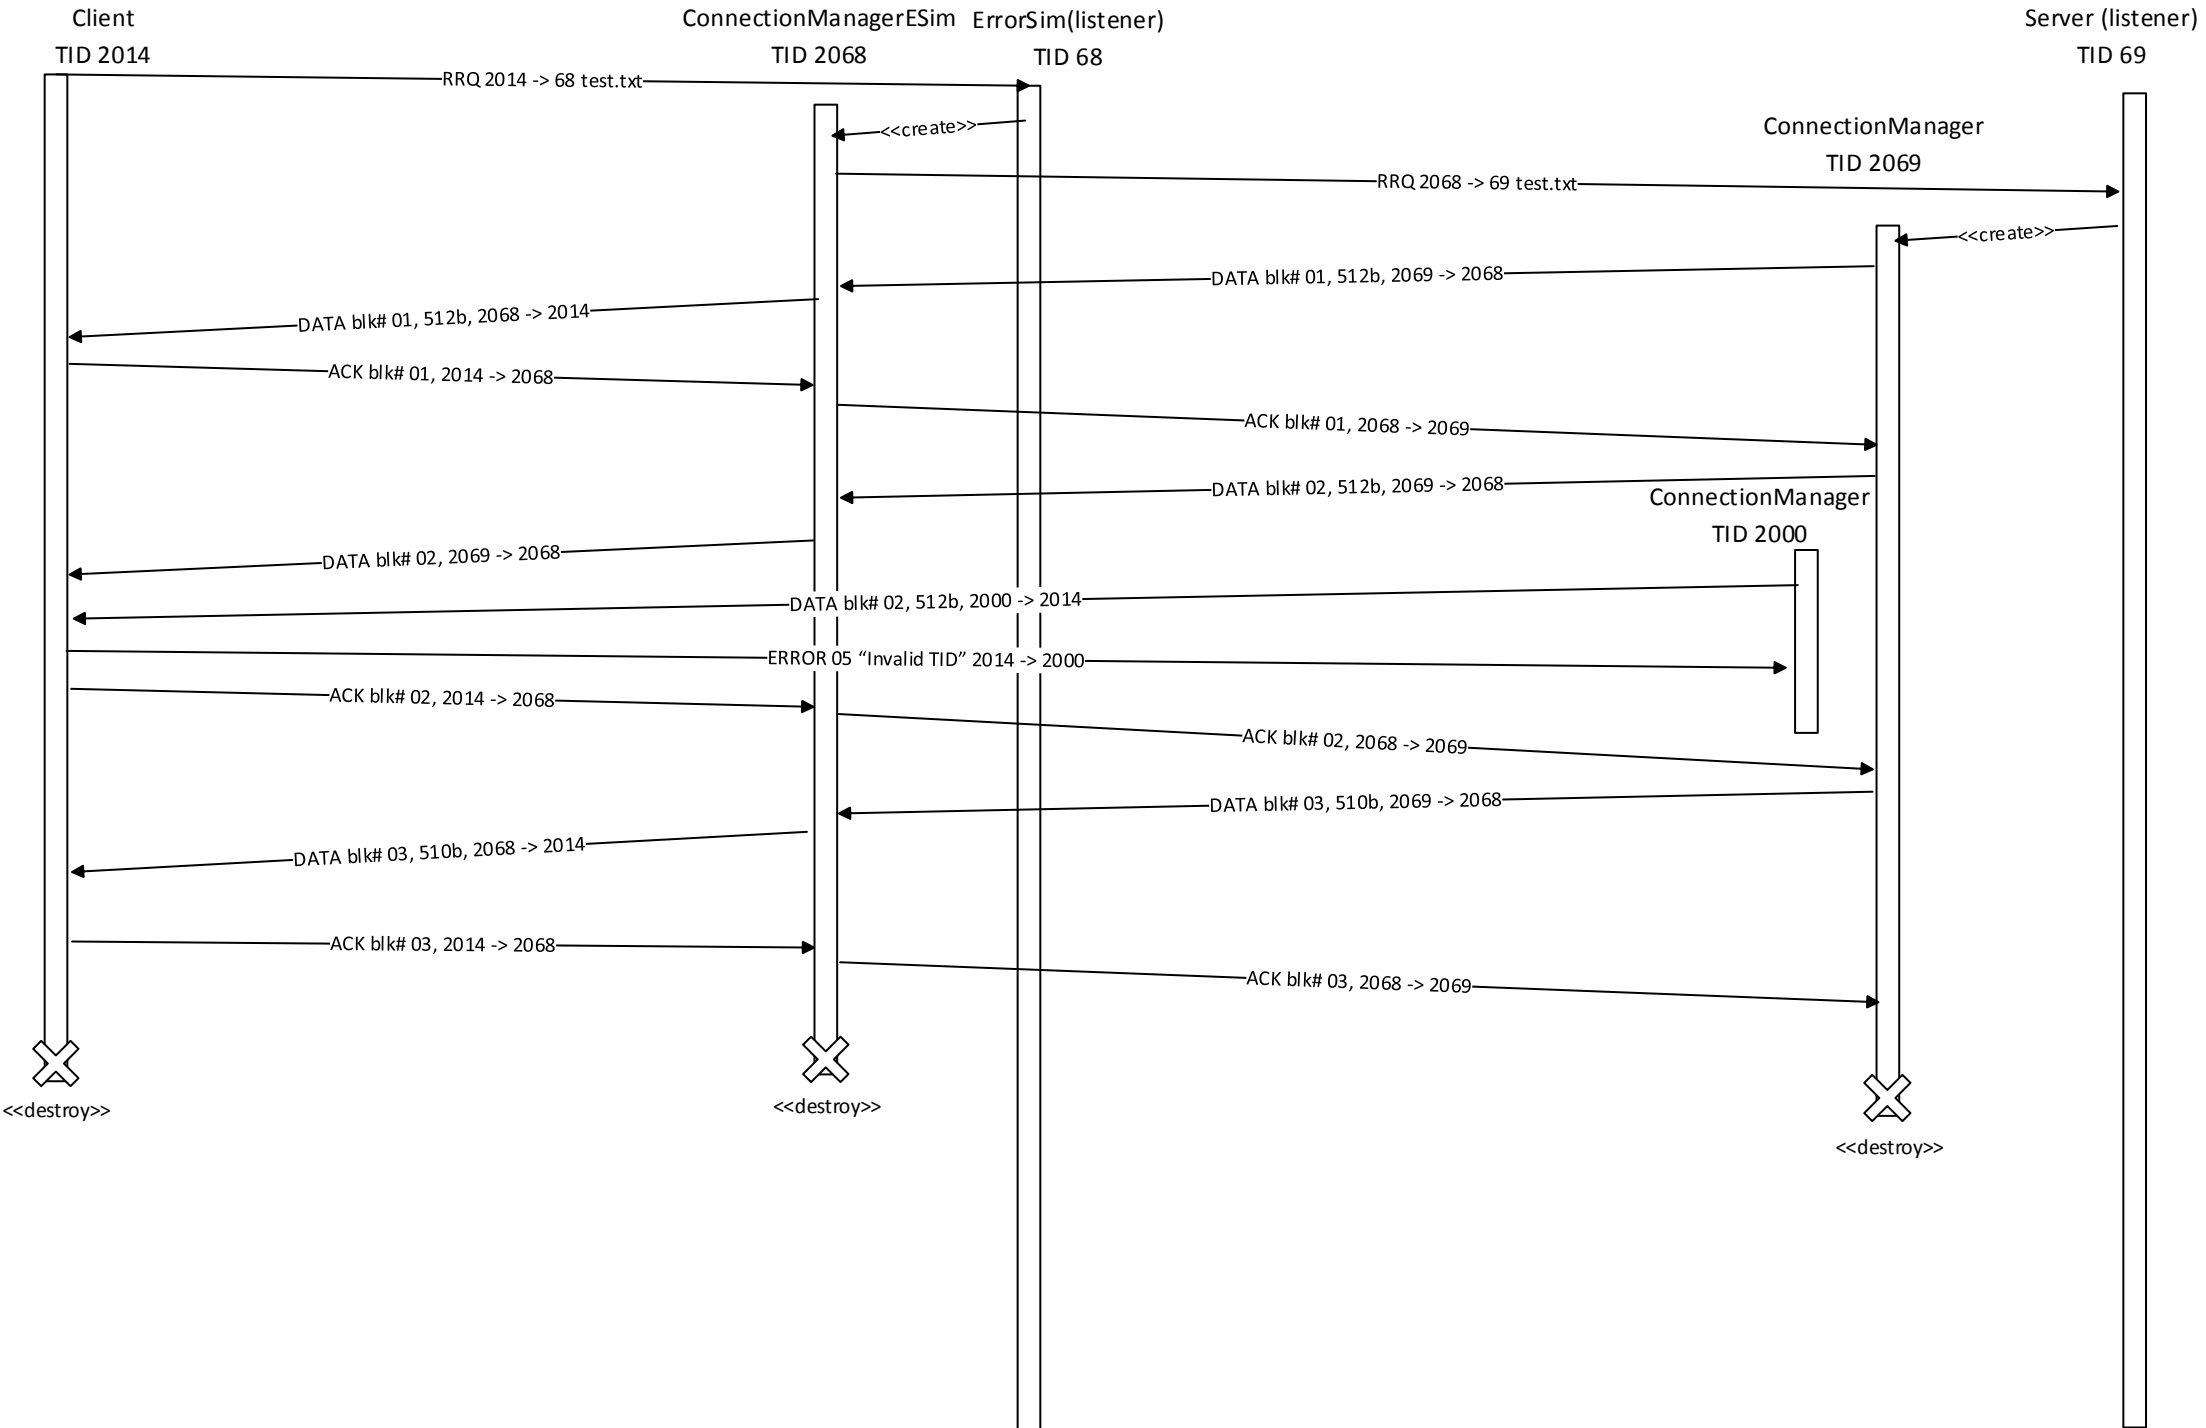 Client
TID 2014
ConnectionManagerESim
TID 2068
ErrorSim(listener)
TID 68
Server (listener)
TID 69
RRQ 2014 -> 68 test.txt
<<create>>
ConnectionManager
TID 2069
RRQ 2068 -> 69 test.txt
<<create>>
DATA blk# 01, 512b, 2069 -> 2068
DATA blk# 01, 512b, 2068 -> 2014
ACK blk# 01, 2014 -> 2068
ACK blk# 01, 2068 -> 2069
DATA blk# 02, 512b, 2069 -> 2068
ConnectionManager
TID 2000
DATA blk# 02, 2069 -> 2068
DATA blk# 02, 512b, 2000 -> 2014
ERROR 05 “Invalid TID” 2014 -> 2000
ACK blk# 02, 2014 -> 2068
ACK blk# 02, 2068 -> 2069
DATA blk# 03, 510b, 2069 -> 2068
DATA blk# 03, 510b, 2068 -> 2014
ACK blk# 03, 2014 -> 2068
ACK blk# 03, 2068 -> 2069
<<destroy>>
<<destroy>>
<<destroy>>